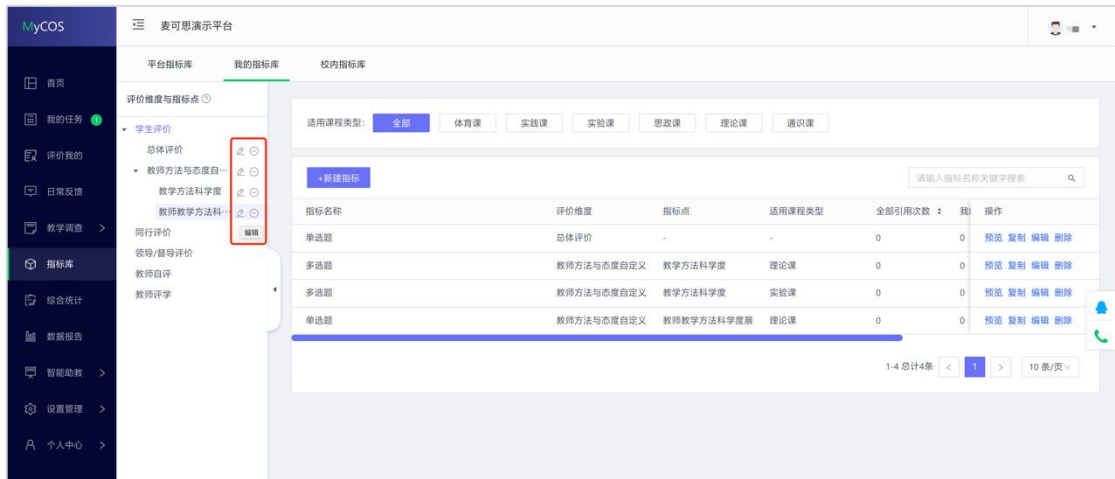 MyCOS
麦可思演示平台
平台指标库 我的指标库 校内指标库
首页
我的任务 1
评价我的
日常反馈
教学调查
指标库
综合统计
数据报告
智能助教
设置管理
个人中心
评价维度与指标点
学生评价
总体评价
教师方法与态度自…
教学方法科学度
教师教学方法科…
编辑
同行评价
领导/督导评价
教师自评
教师评学
适用课程类型: 全部 体育课 实践课 实验课 思政课 理论课 通识课
+新建指标 请输入指标名称关键字搜索
指标名称 评价维度 指标点 适用课程类型 全部引用次数 操作
单选题 总体评价 - - 0 0 预览 复制 编辑 删除
多选题 教师方法与态度自定义 教学方法科学度 理论课 0 0 预览 复制 编辑 删除
多选题 教师方法与态度自定义 教学方法科学度 实验课 0 0 预览 复制 编辑 删除
单选题 教师方法与态度自定义 教师教学方法科学度展 理论课 0 0 预览 复制 编辑 删除
1-4 总计4条 < 1 > 10 条/页